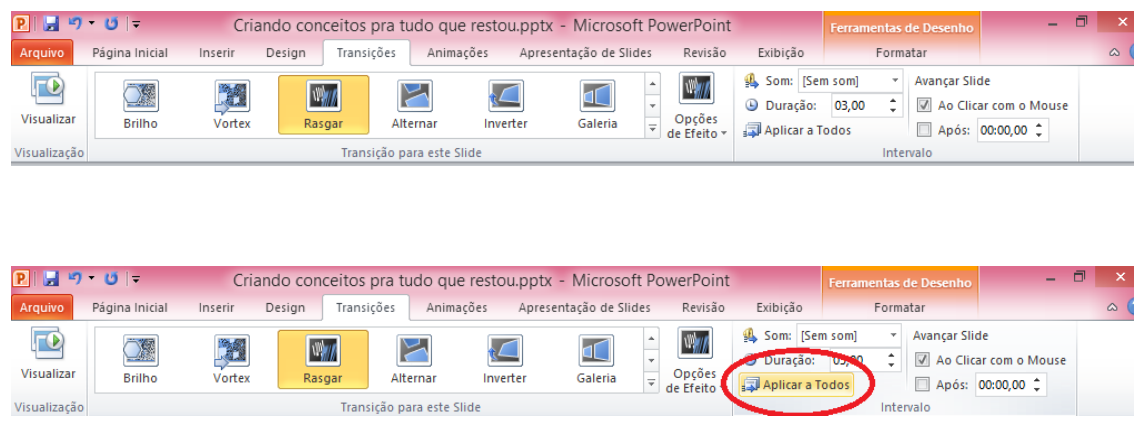 Criando conceitos pra tudo que restou.pptx - Microsoft PowerPoint
Ferramentas de Desenho
Arquivo Página Inicial Inserir Design Transições Animações Apresentação de Slides Revisão Exibição Formatar
Visualizar
Brilho Vortex Rasgar Alternar Inverter Galeria
Opções
de Efeito
Som: [Sem som]
Duração: 03,00
Aplicar a Todos
Avançar Slide
Ao Clicar com o Mouse
Após: 00:00,00
Visualização Transição para este Slide Intervalo
Criando conceitos pra tudo que restou.pptx - Microsoft PowerPoint
Ferramentas de Desenho
Arquivo Página Inicial Inserir Design Transições Animações Apresentação de Slides Revisão Exibição Formatar
Visualizar
Brilho Vortex Rasgar Alternar Inverter Galeria
Opções
de Efeito
Som: [Sem som]
Duração: 03,00
Aplicar a Todos
Avançar Slide
Ao Clicar com o Mouse
Após: 00:00,00
Visualização Transição para este Slide Intervalo